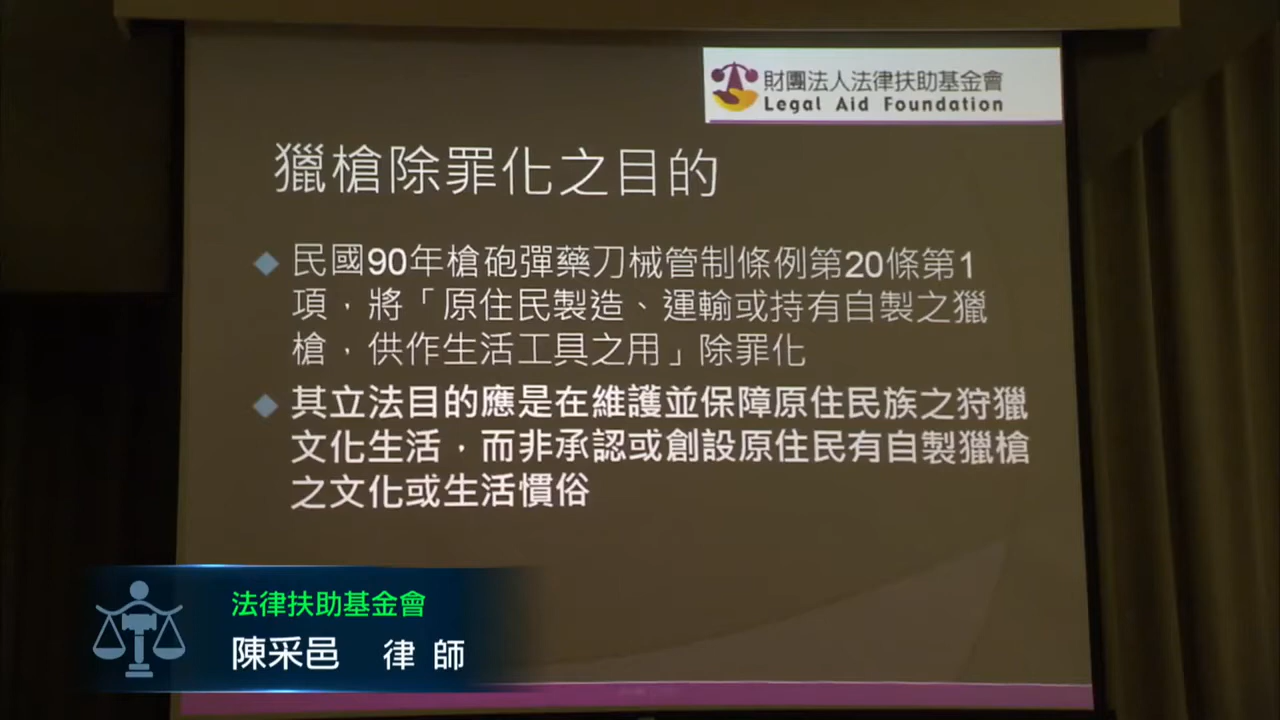 財團法人法律扶助基金會
Legal Aid Foundation
獵槍除罪化之目的
民國90年槍砲彈藥刀械管制條例第20條第1
項，將「原住民製造、運輸或持有自製之獵
槍，供作生活工具之用」除罪化
其立法目的應是在維護並保障原住民族之狩獵
文化生活，而非承認或創設原住民有自製獵槍
之文化或生活慣俗
法律扶助基金會
陳采邑 律師